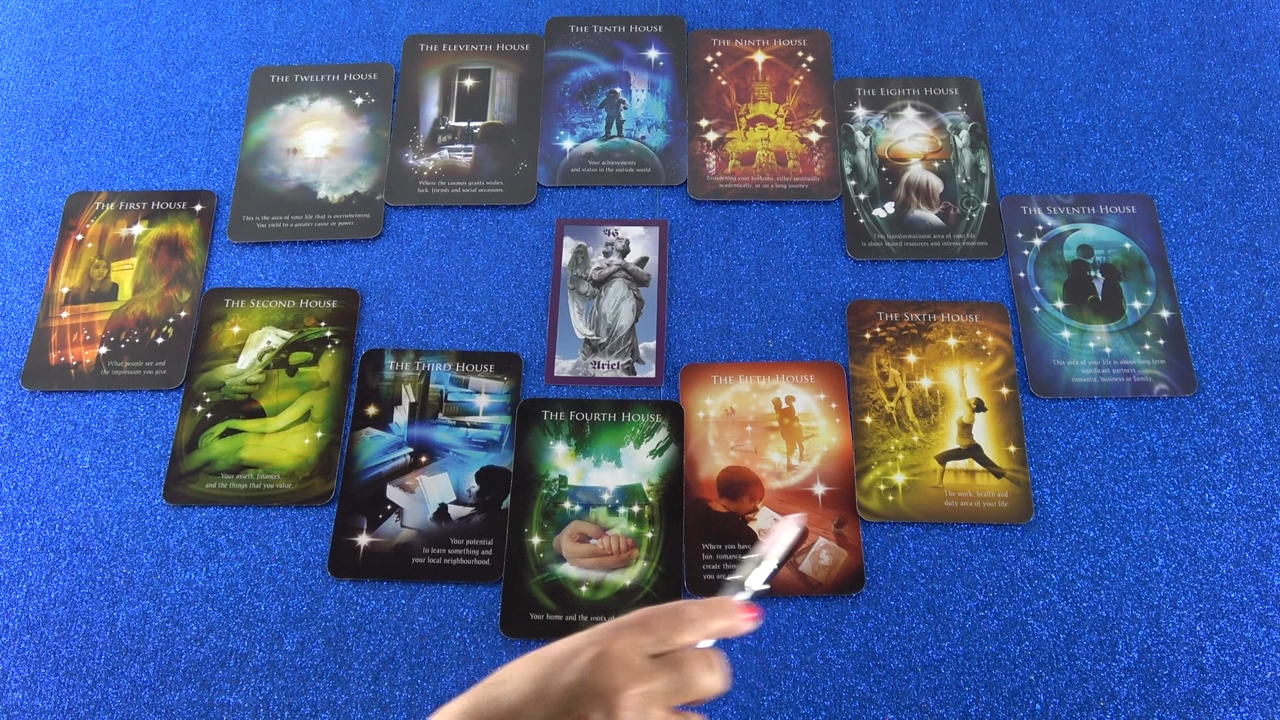 THE TENTH HOUSE
Your achievements
and status in the outside world.
THE ELEVENTH HOUSE
Where the cosmos grants wishes,
luck, friends and social occasions.
THE NINTH HOUSE
Broadening your horizons, either spiritually
academically, or on a long journey.
THE TWELFTH HOUSE
This is the area of your life that is overwhelming.
You yield to a greater cause or power.
THE EIGHTH HOUSE
This transformational area of your life
is about shared resources and intense emotions.
THE FIRST HOUSE
What people see and
the impression you give.
THE SEVENTH HOUSE
This area of your life is about long term
significant partners -
romantic, business or family.
46
Ariel
THE SECOND HOUSE
Your assets, finances,
and the things that you value.
THE SIXTH HOUSE
The work, health and
duty area of your life.
THE THIRD HOUSE
Your potential
to learn something and
your local neighbourhood.
THE FIFTH HOUSE
Where you have
fun, romance
create
you are
THE FOURTH HOUSE
Your home and the roots of